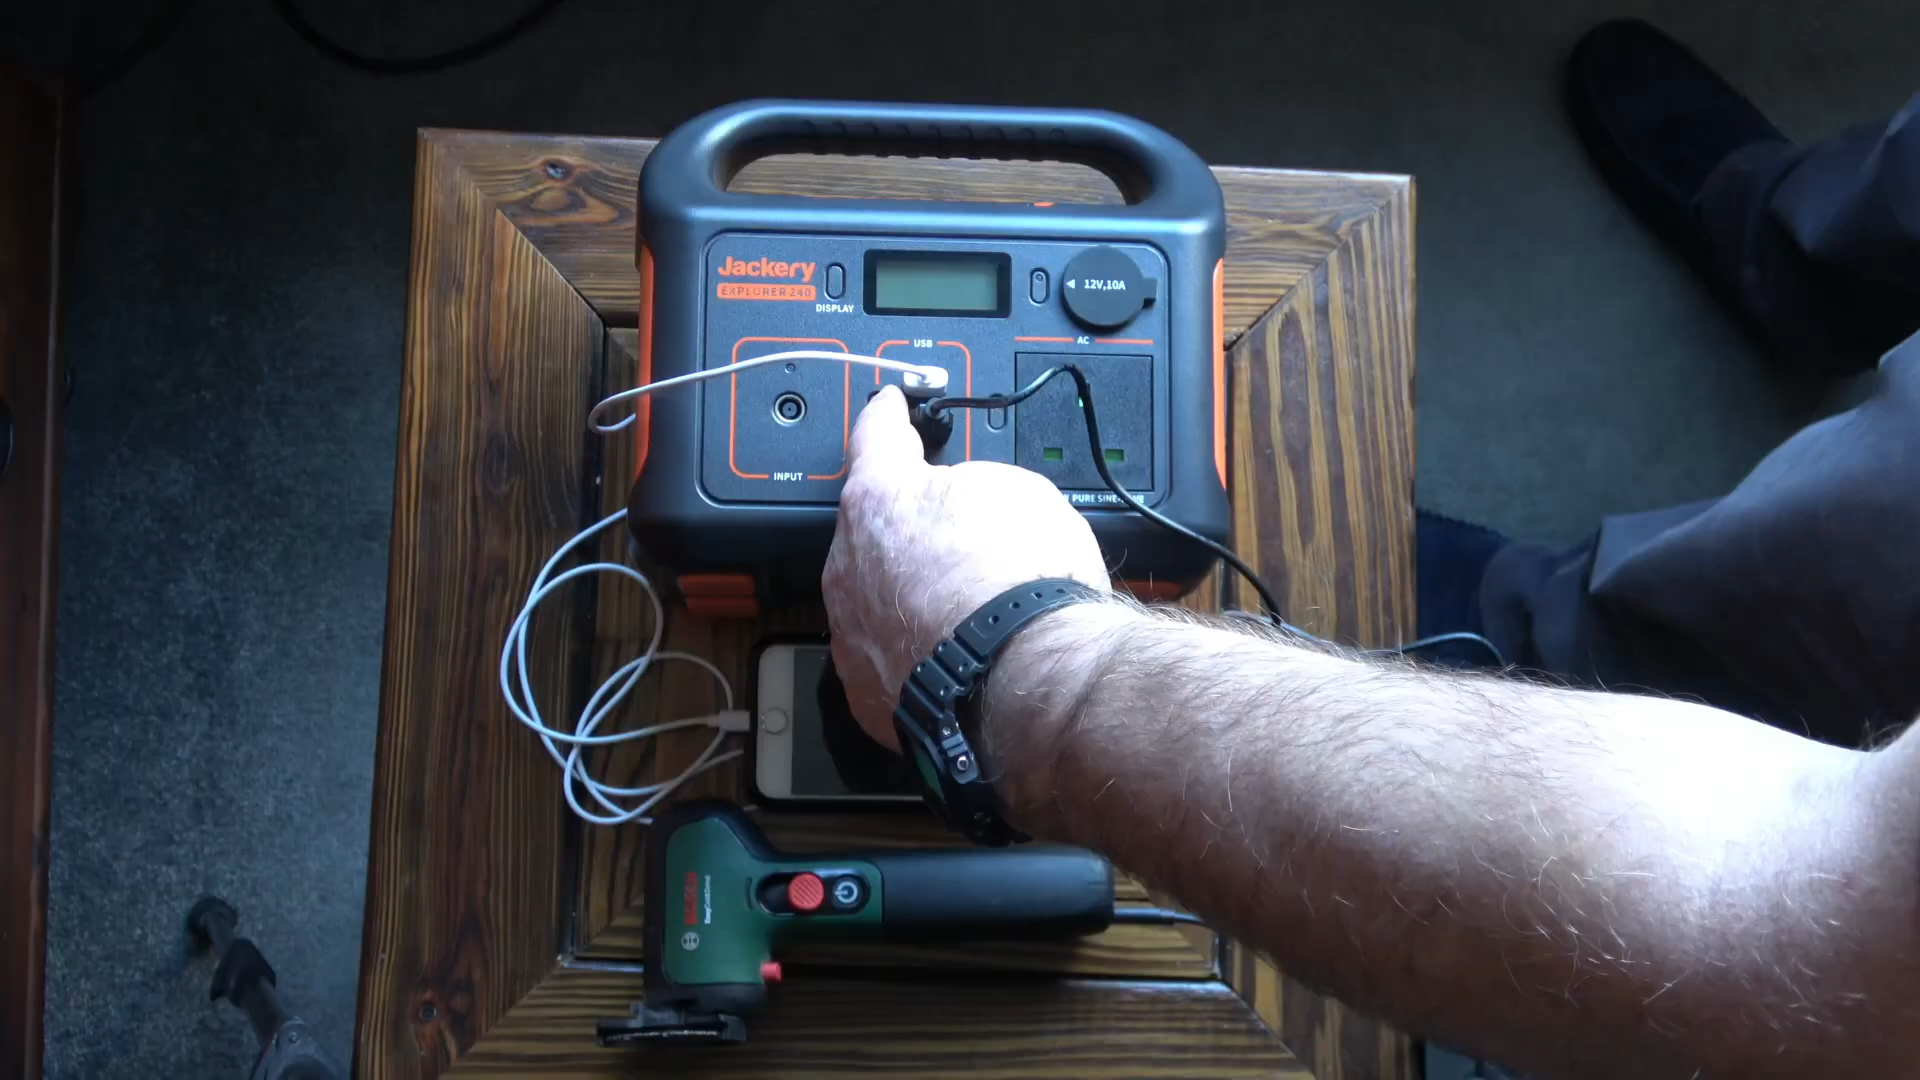 Jackery
EXPLORER 240
DISPLAY
12V,10A
USB
AC
INPUT
PURE SINE-
BOSCH